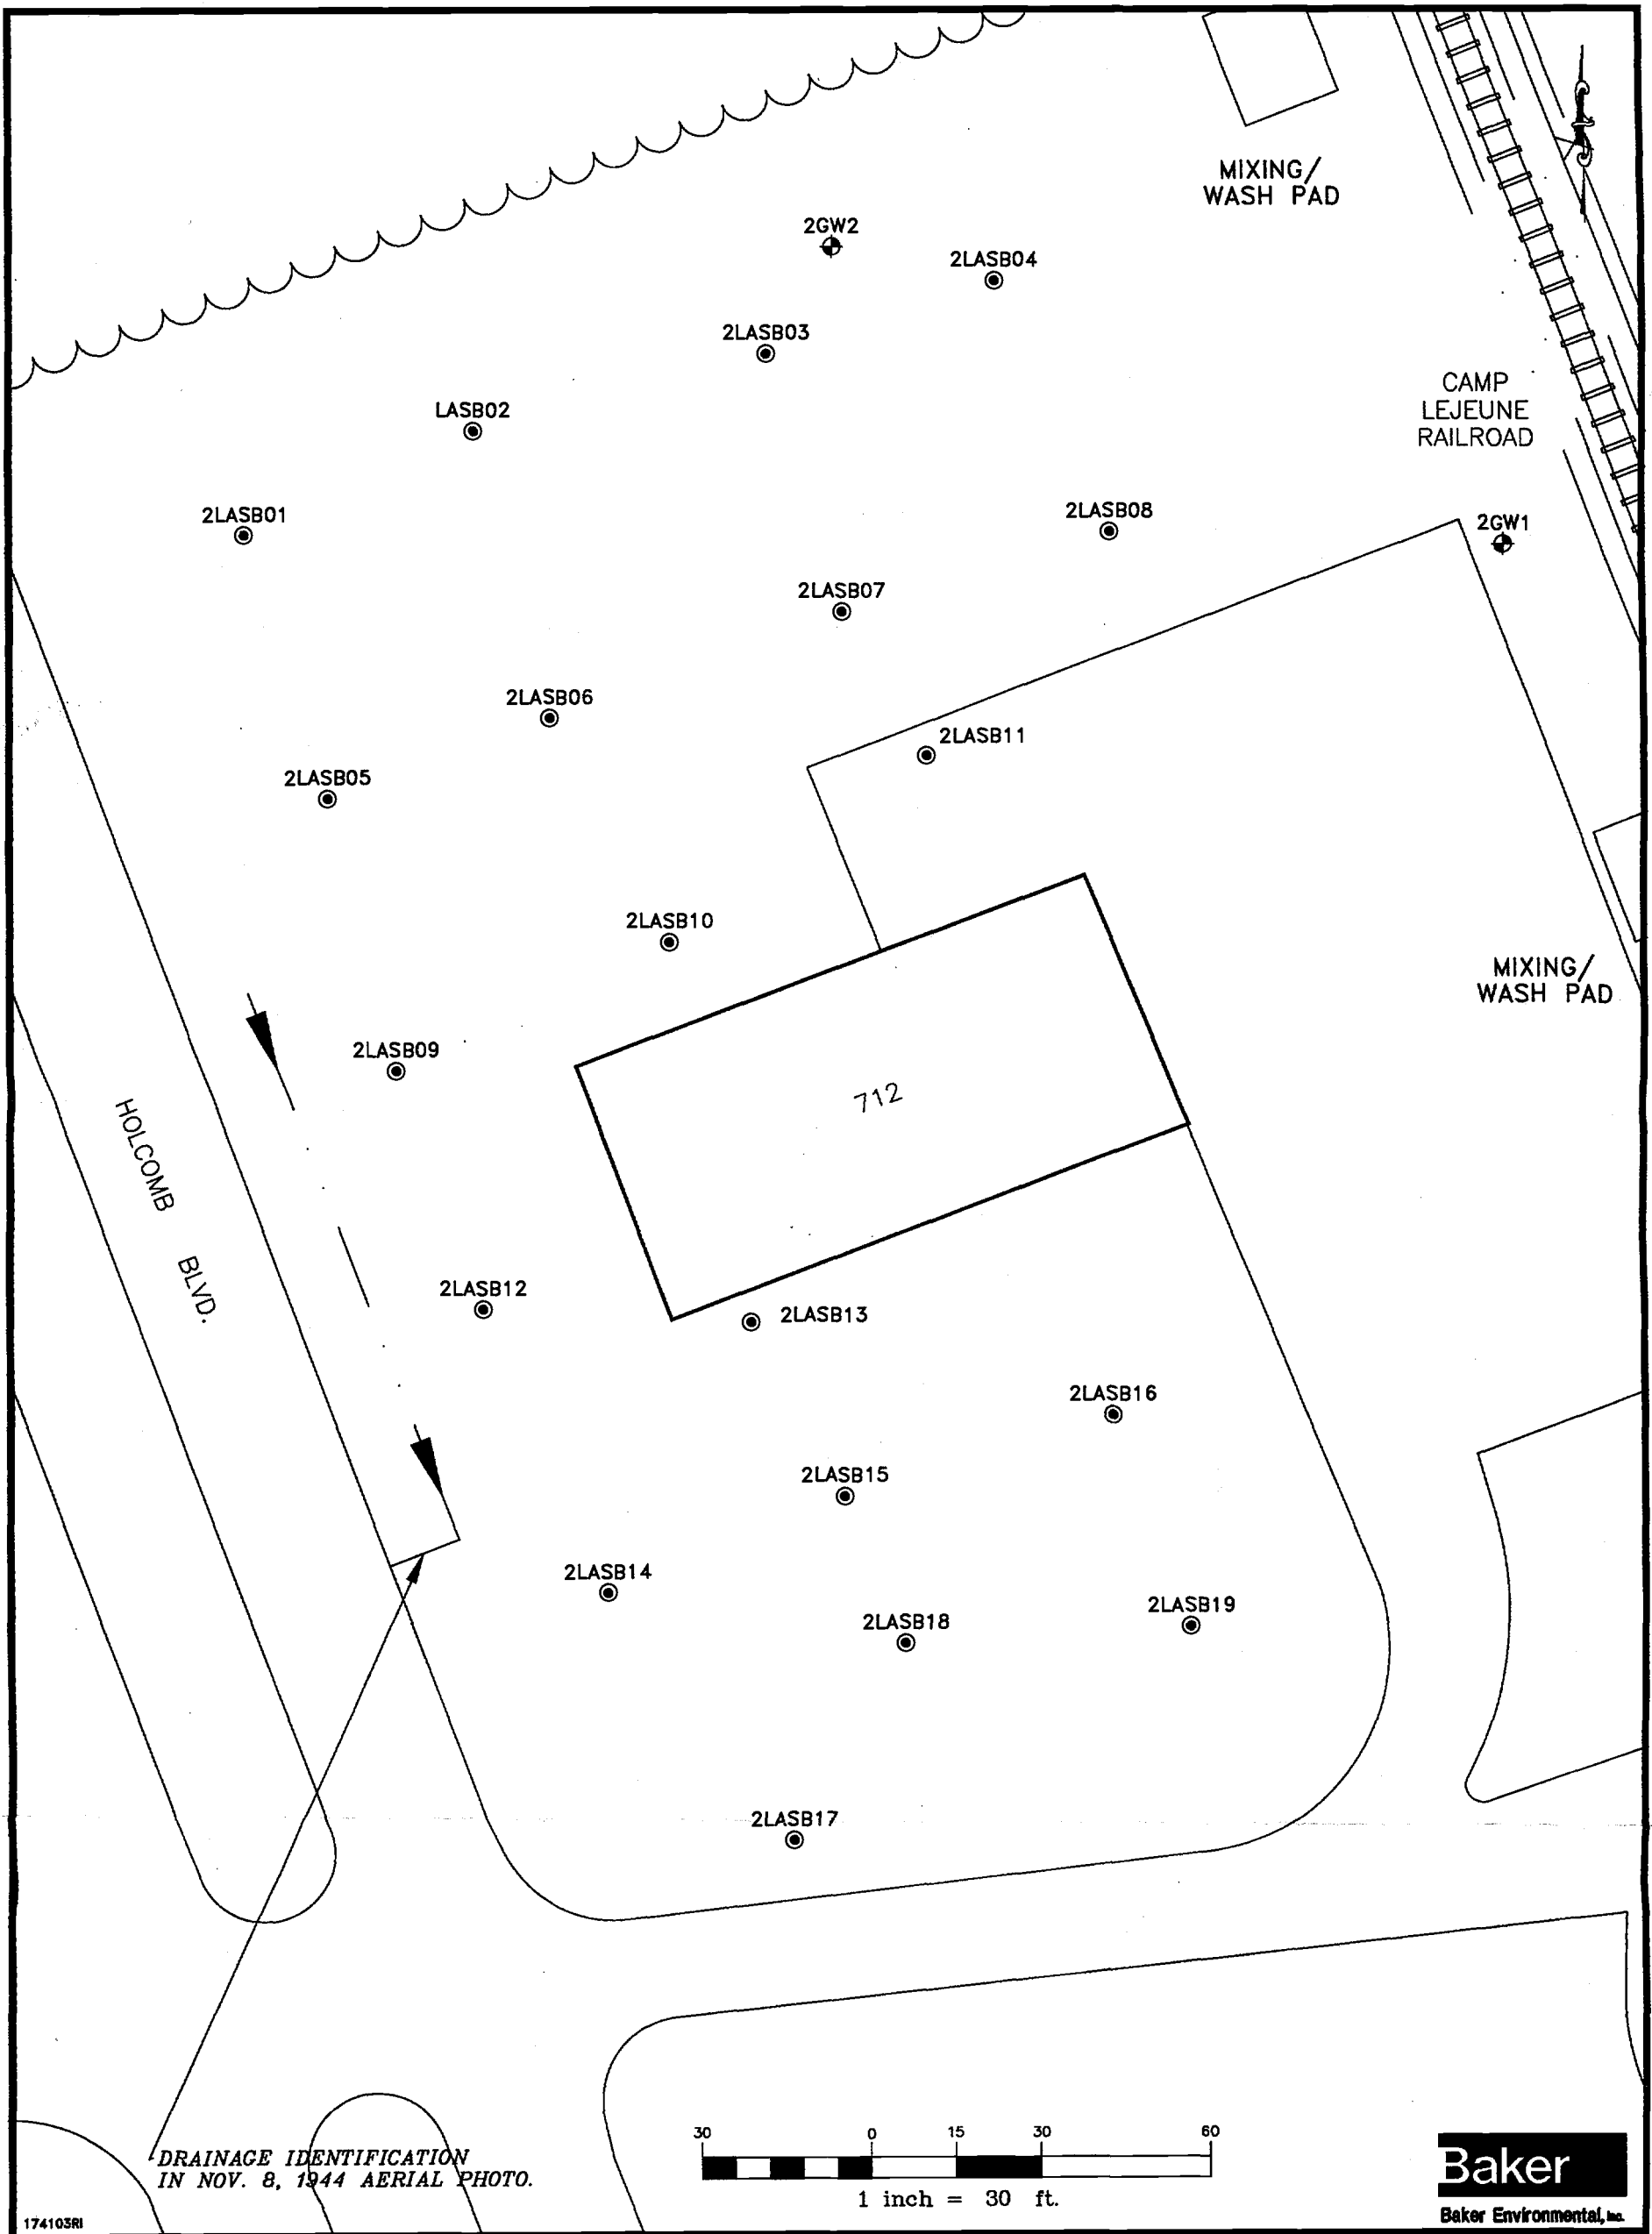 MIXING/
WASH PAD
2GW2
2LASB04
2LASB03
CAMP
LEJEUNE
RAILROAD
LASB02
2LASB01
2LASB08
2GW1
2LASB07
2LASB06
2LASB11
2LASB05
2LASB10
MIXING/
WASH PAD
2LASB09
712
HOLCOMB BLVD.
2LASB12
2LASB13
2LASB16
2LASB15
2LASB14
2LASB18
2LASB19
2LASB17
DRAINAGE IDENTIFICATION
IN NOV. 8, 1944 AERIAL PHOTO.
30 0 15 30 60
1 inch = 30 ft.
Baker
Baker Environmental, Inc.
174103RI